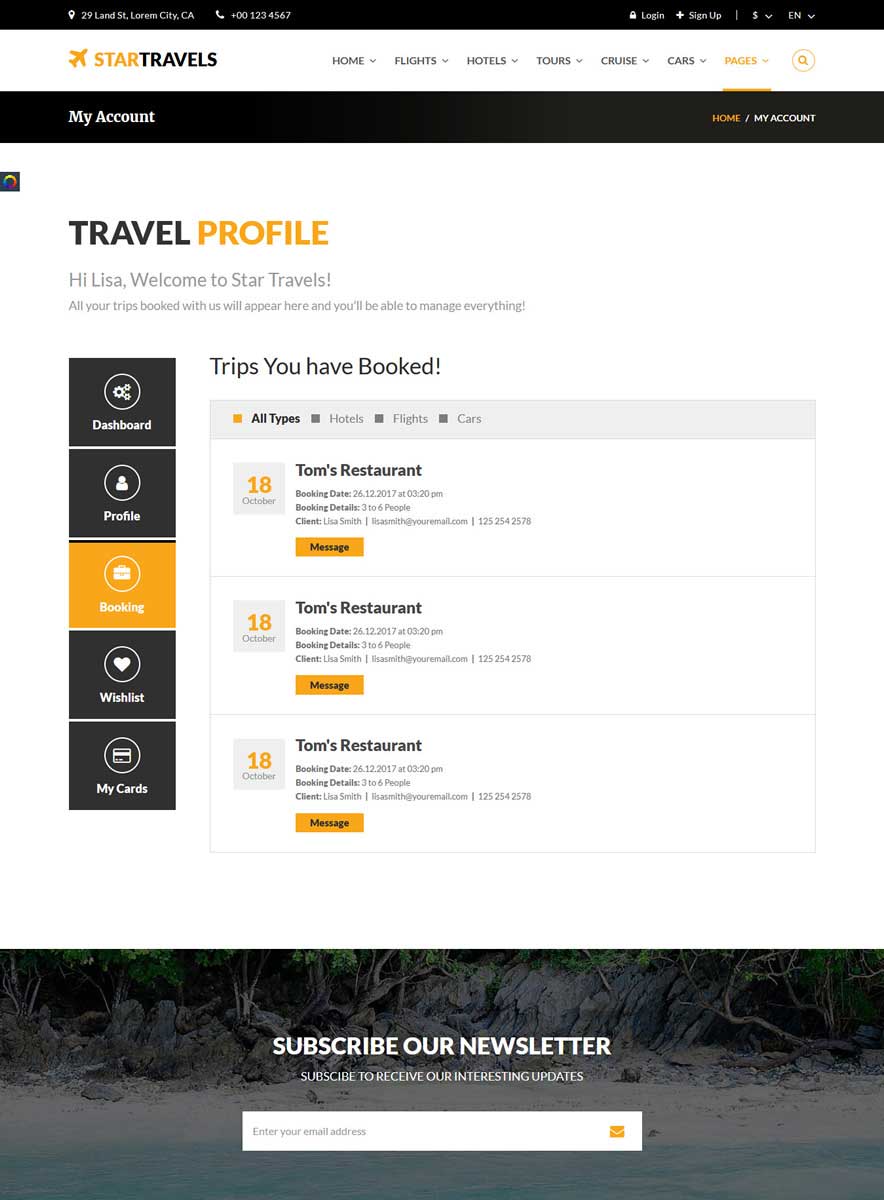 29 Land St, Lorem City, CA +00 123 4567 Login Sign Up | $ EN
STARTRAVELS HOME FLIGHTS HOTELS TOURS CRUISE CARS PAGES
My Account HOME / MY ACCOUNT
TRAVEL PROFILE
Hi Lisa, Welcome to Star Travels!
All your trips booked with us will appear here and you'll be able to manage everything!
Dashboard
Profile
Booking
Wishlist
My Cards
Trips You have Booked!
All Types Hotels Flights Cars
18
October
Tom's Restaurant
Booking Date: 26.12.2017 at 03:20 pm
Booking Details: 3 to 6 People
Client: Lisa Smith | lisasmith@youremail.com | 125 254 2578
Message
18
October
Tom's Restaurant
Booking Date: 26.12.2017 at 03:20 pm
Booking Details: 3 to 6 People
Client: Lisa Smith | lisasmith@youremail.com | 125 254 2578
Message
18
October
Tom's Restaurant
Booking Date: 26.12.2017 at 03:20 pm
Booking Details: 3 to 6 People
Client: Lisa Smith | lisasmith@youremail.com | 125 254 2578
Message
SUBSCRIBE OUR NEWSLETTER
SUBSCIBE TO RECEIVE OUR INTERESTING UPDATES
Enter your email address